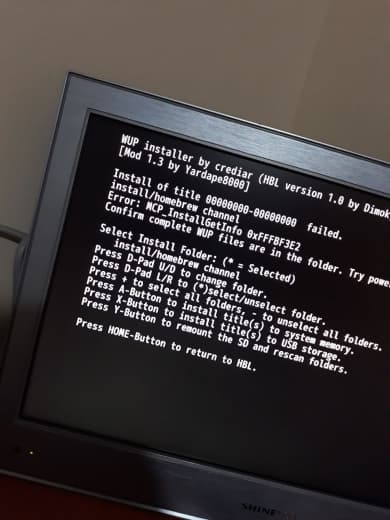 WUP installer by crediar (HBL version 1.0 by Dimok
[Mod 1.3 by Yardape8000]
Install of title 00000000-00000000 failed.
install/homebrew channel
Error: MCP_InstallGetInfo 0xFFFBF3E2
Confirm complete WUP files are in the folder. Try powe
Select Install Folder: (* = Selected)
install/homebrew channel
Press D-Pad U/D to change folder.
Press D-Pad L/R to (*)select/unselect folder.
Press + to select all folders, - to unselect all folders.
Press A-Button to install title(s) to system memory.
Press X-Button to install title(s) to USB storage.
Press Y-Button to remount the SD and rescan folders.
Press HOME-Button to return to HBL.